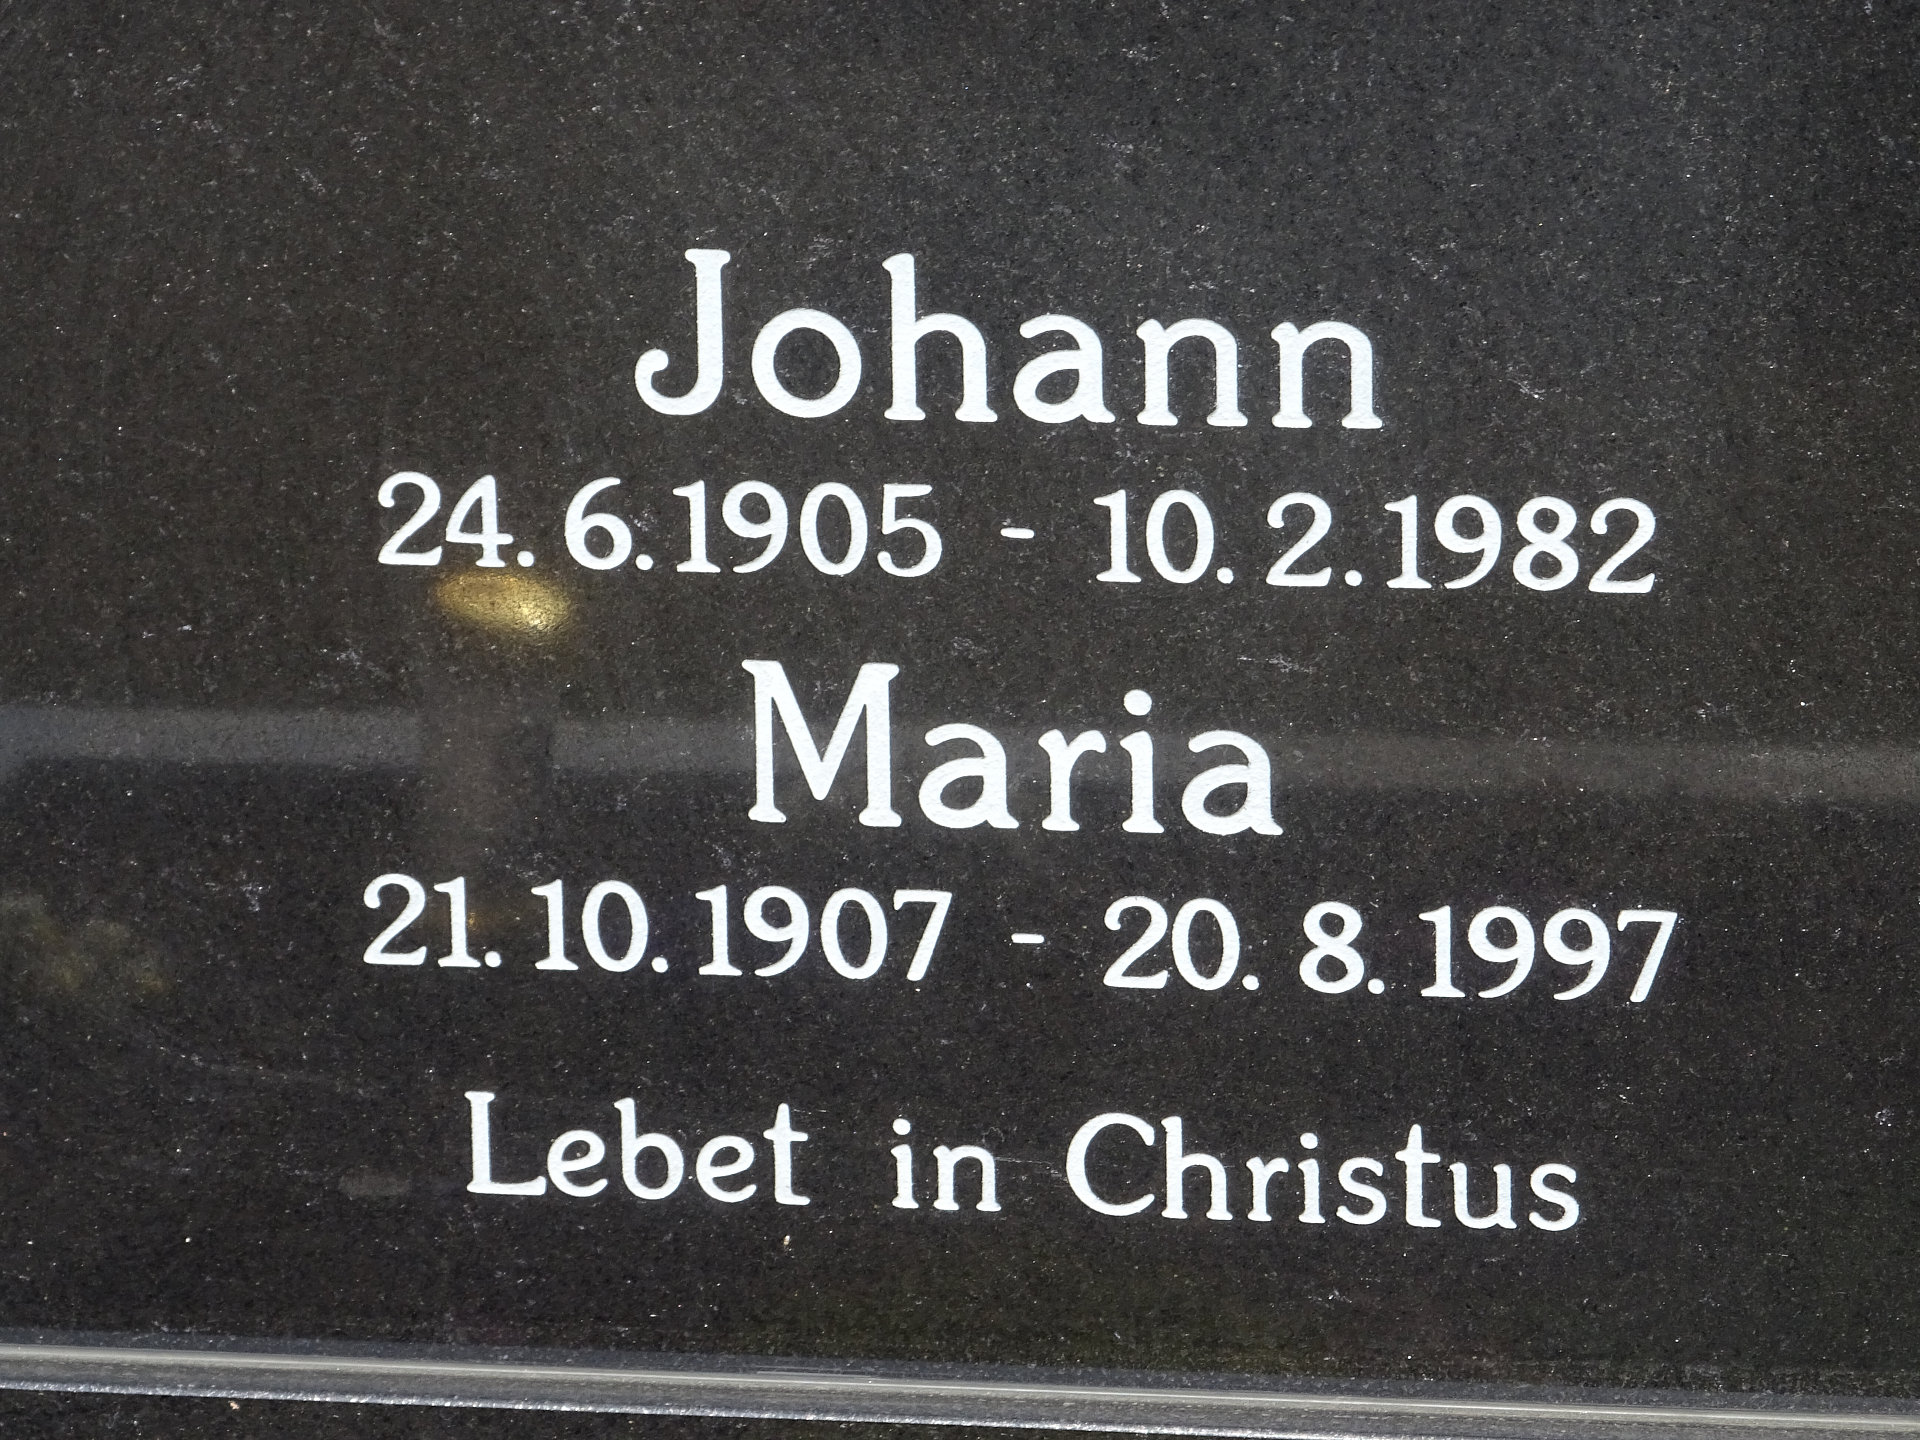 Johann
24. 6. 1905 - 10. 2. 1982
Maria
21. 10. 1907 - 20. 8. 1997
Lebet in Christus